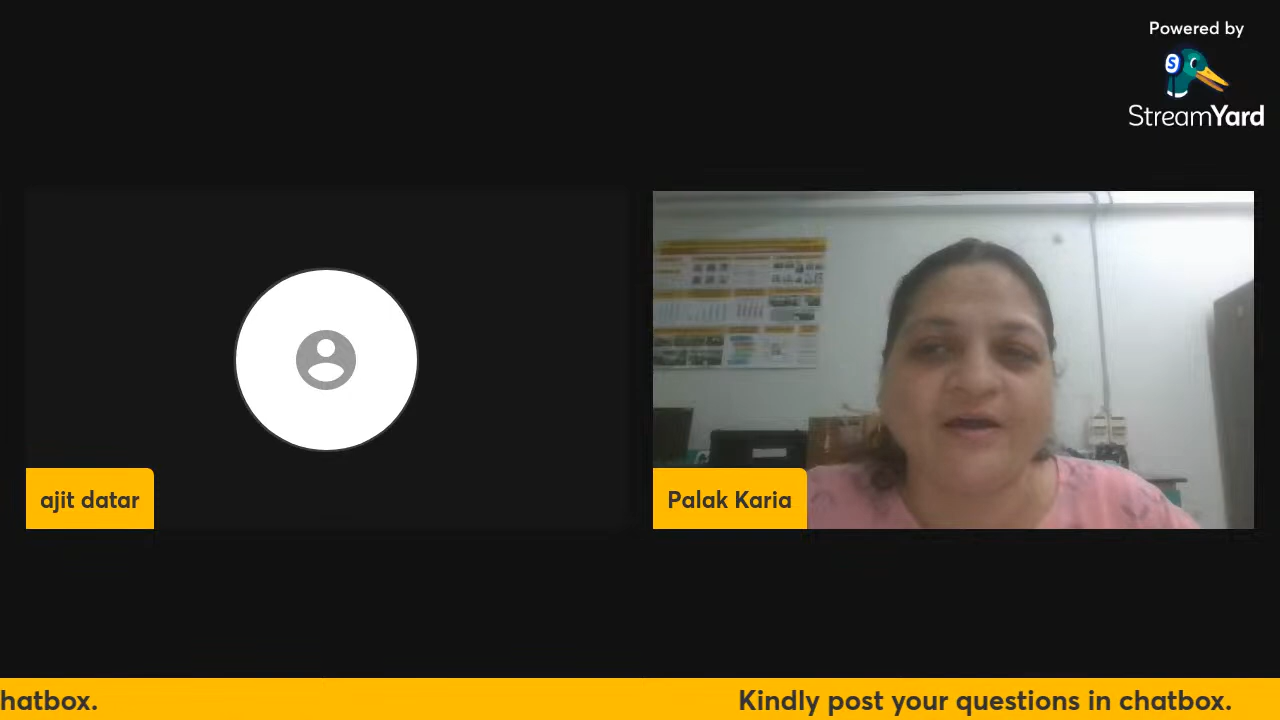 Powered by
S
StreamYard
ajit datar
Palak Karia
hatbox.
Kindly post your questions in chatbox.